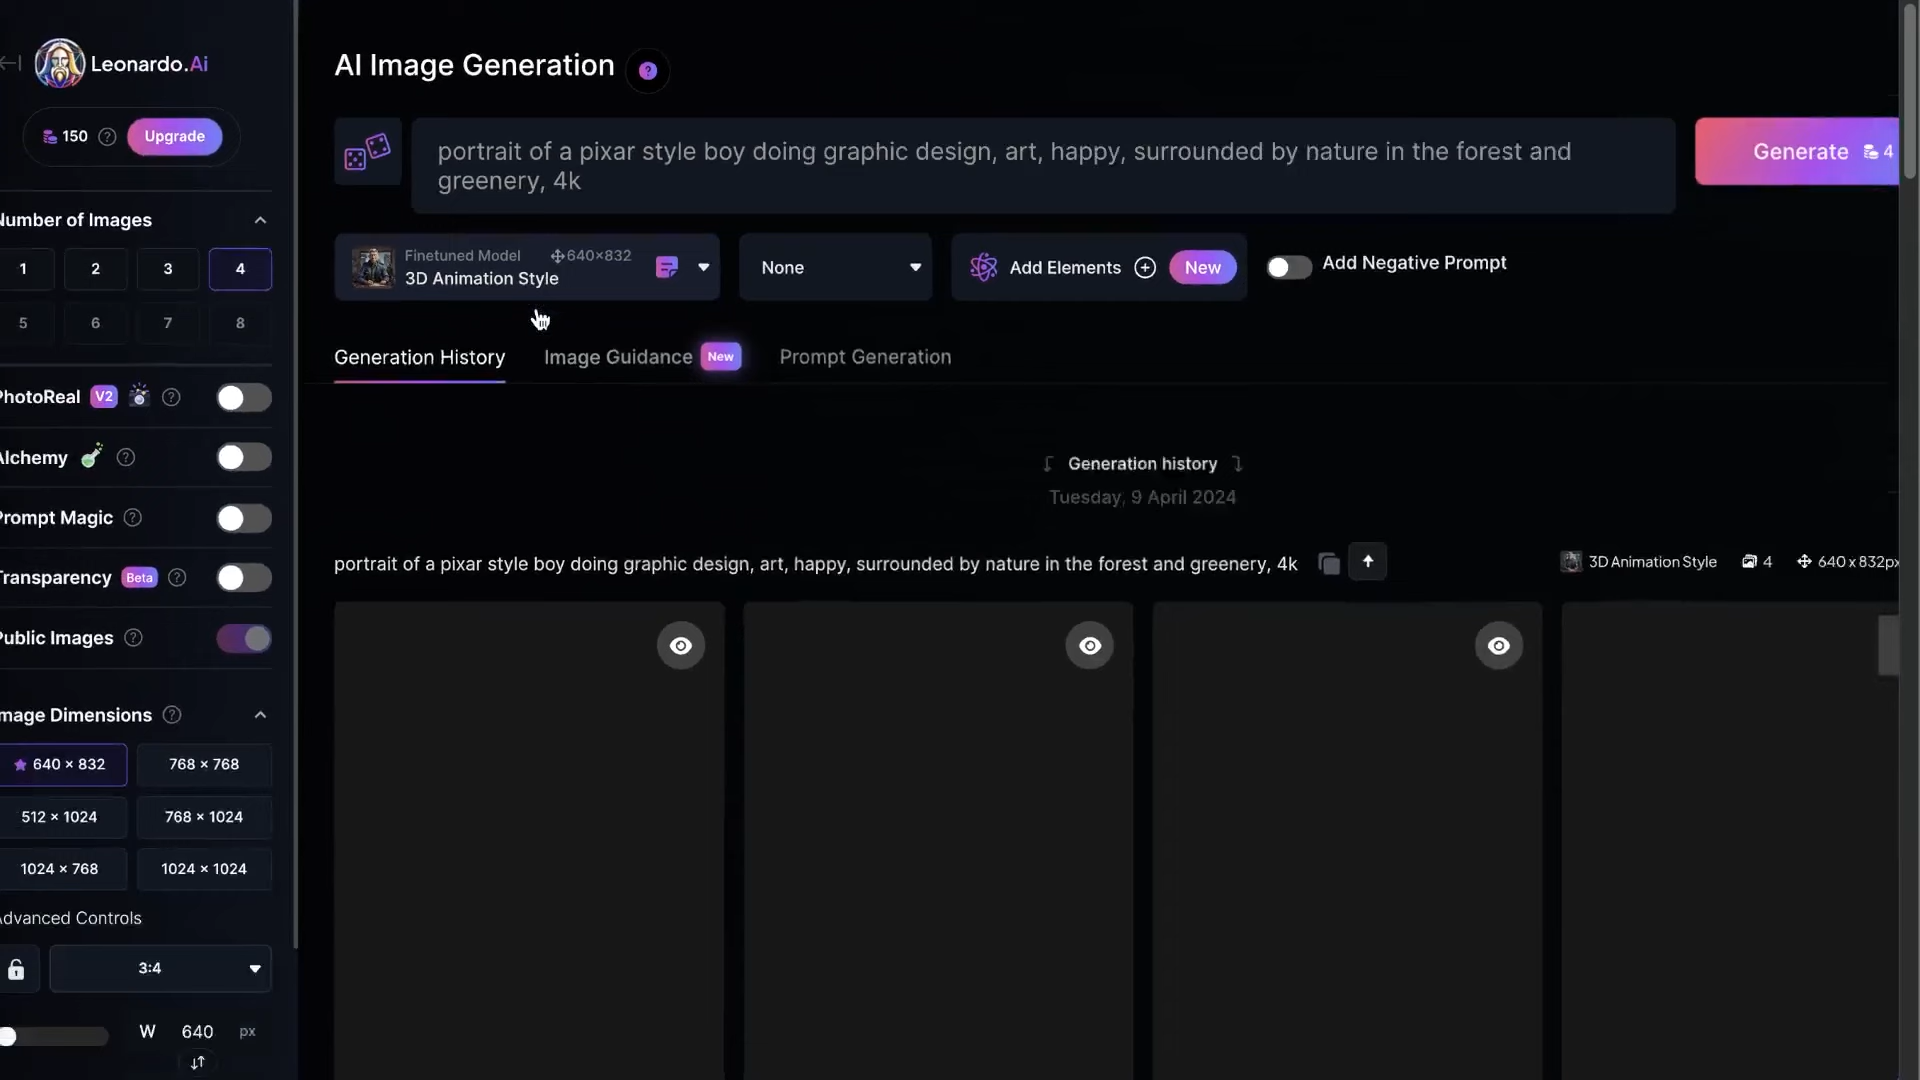 Leonardo.Ai
150
Upgrade
Number of Images
1
2
3
4
5
6
7
8
PhotoReal V2
Alchemy
Prompt Magic
Transparency Beta
Public Images
Image Dimensions
640 × 832
768 × 768
512 × 1024
768 × 1024
1024 × 768
1024 × 1024
Advanced Controls
3:4
W 640 px
AI Image Generation
portrait of a pixar style boy doing graphic design, art, happy, surrounded by nature in the forest and
greenery, 4k
Generate 4
Finetuned Model 640×832
3D Animation Style
None
Add Elements New
Add Negative Prompt
Generation History
Image Guidance New
Prompt Generation
Generation history
Tuesday, 9 April 2024
portrait of a pixar style boy doing graphic design, art, happy, surrounded by nature in the forest and greenery, 4k
3D Animation Style
4
640 x 832px